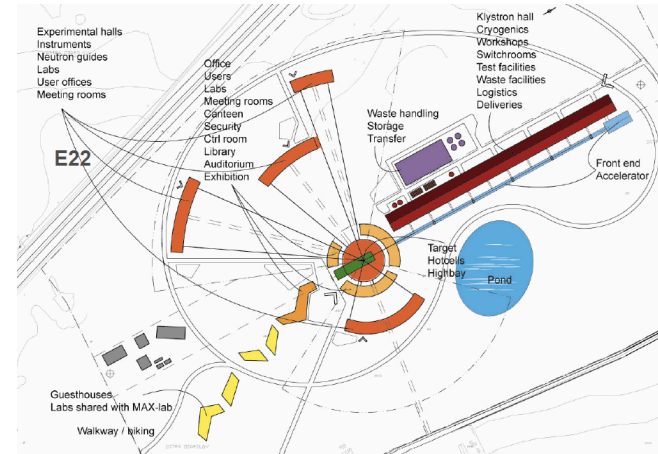 Experimental halls
Instruments
Neutron guides
Labs
User offices
Meeting rooms
E22
Office
Users
Labs
Meeting rooms
Canteen
Security
Ctrl room
Library
Auditorium
Exhibition
Waste handling
Storage
Transfer
Klystron hall
Cryogenics
Workshops
Switchrooms
Test facilities
Waste facilities
Logistics
Deliveries
Front end
Accelerator
Target
Hotcells
Highbay
Pond
Guesthouses
Labs shared with MAX-lab
Walkway / biking